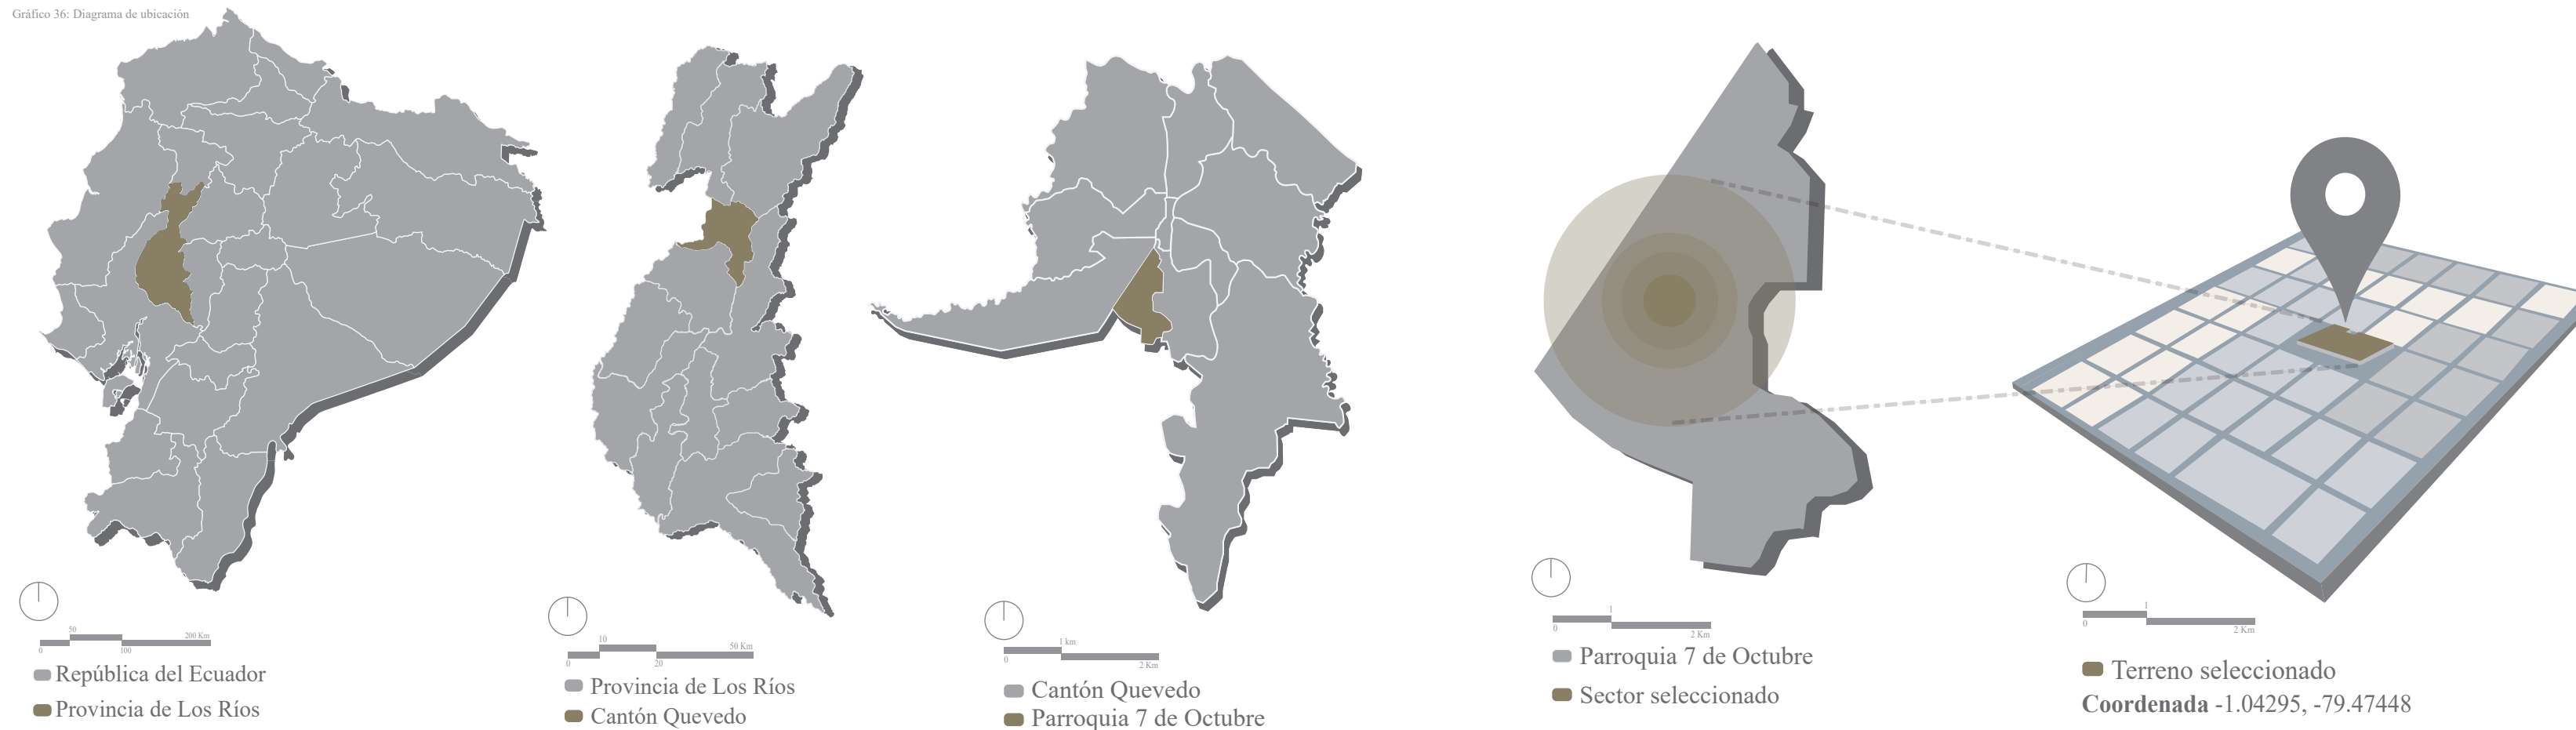 Gráfico 36: Diagrama de ubicación
50
200 Km
0
100
República del Ecuador
Provincia de Los Ríos
10
50 Km
0
20
Provincia de Los Ríos
Cantón Quevedo
1 km
0
2 Km
Cantón Quevedo
Parroquia 7 de Octubre
1
0
2 Km
Parroquia 7 de Octubre
Sector seleccionado
1
0
2 Km
Terreno seleccionado
Coordenada -1.04295, -79.47448